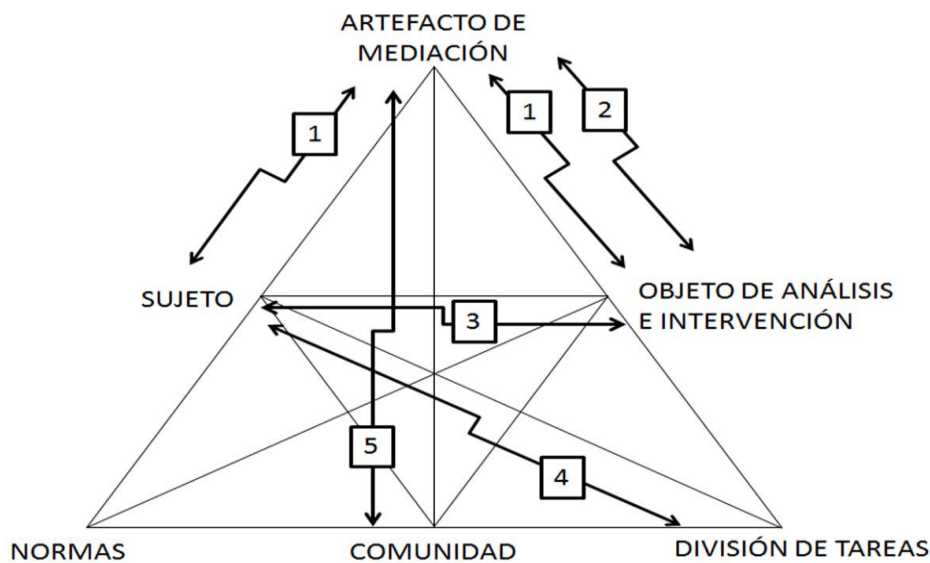 ARTEFACTO DE
MEDIACIÓN
1
1
2
SUJETO
OBJETO DE ANÁLISIS
E INTERVENCIÓN
3
5
4
NORMAS
COMUNIDAD
DIVISIÓN DE TAREAS